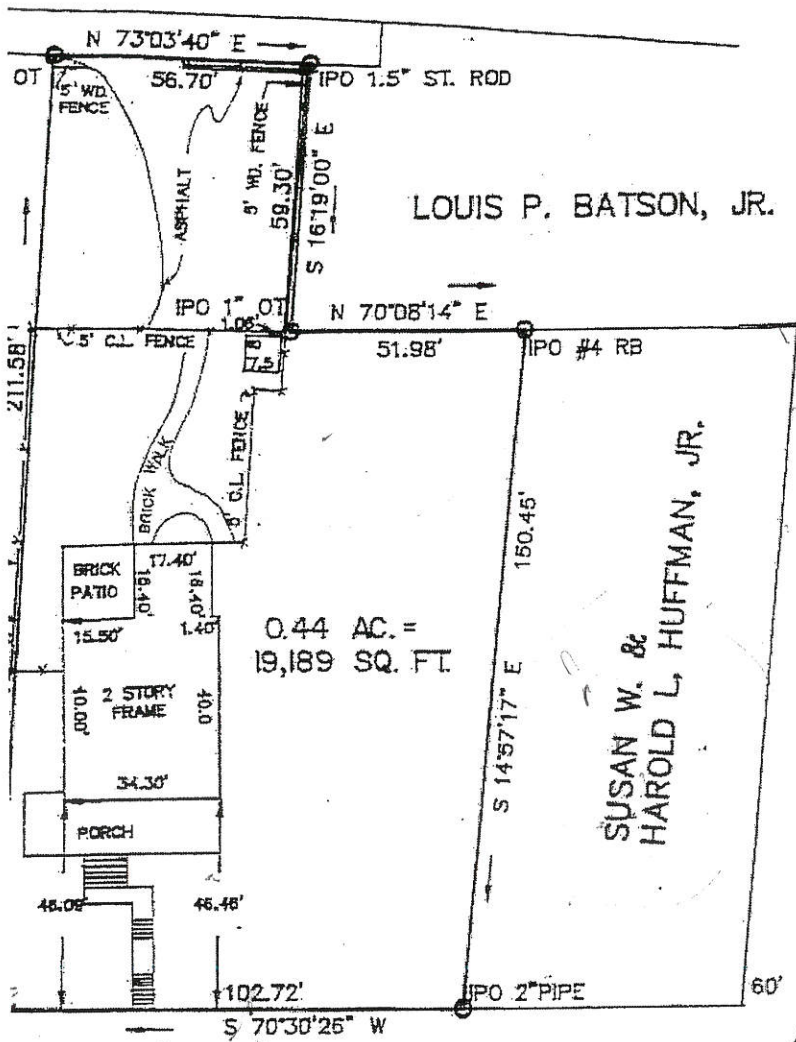 N 73°03'40" E
OT
56.70'
IPO 1.5" ST. ROD
5' WD.
FENCE
ASPHALT
5' WD. FENCE
59.30'
S 16°19'00" E
LOUIS P. BATSON, JR.
IPO 1" OT
1.06'
N 70°08'14" E
51.98'
IPO #4 RB
5' C.L. FENCE
7.5
211.58'
BRICK WALK
6' C.L. FENCE
150.45'
S 14°57'17" E
BRICK
PATIO
17.40'
16.40'
16.40'
15.50'
1.40'
0.44 AC.=
19,189 SQ. FT.
2 STORY
FRAME
40.00'
40.0
34.30'
PORCH
SUSAN W. &
HAROLD L. HUFFMAN, JR.
46.46'
102.72'
IPO 2"PIPE
60'
S 70°30'26" W